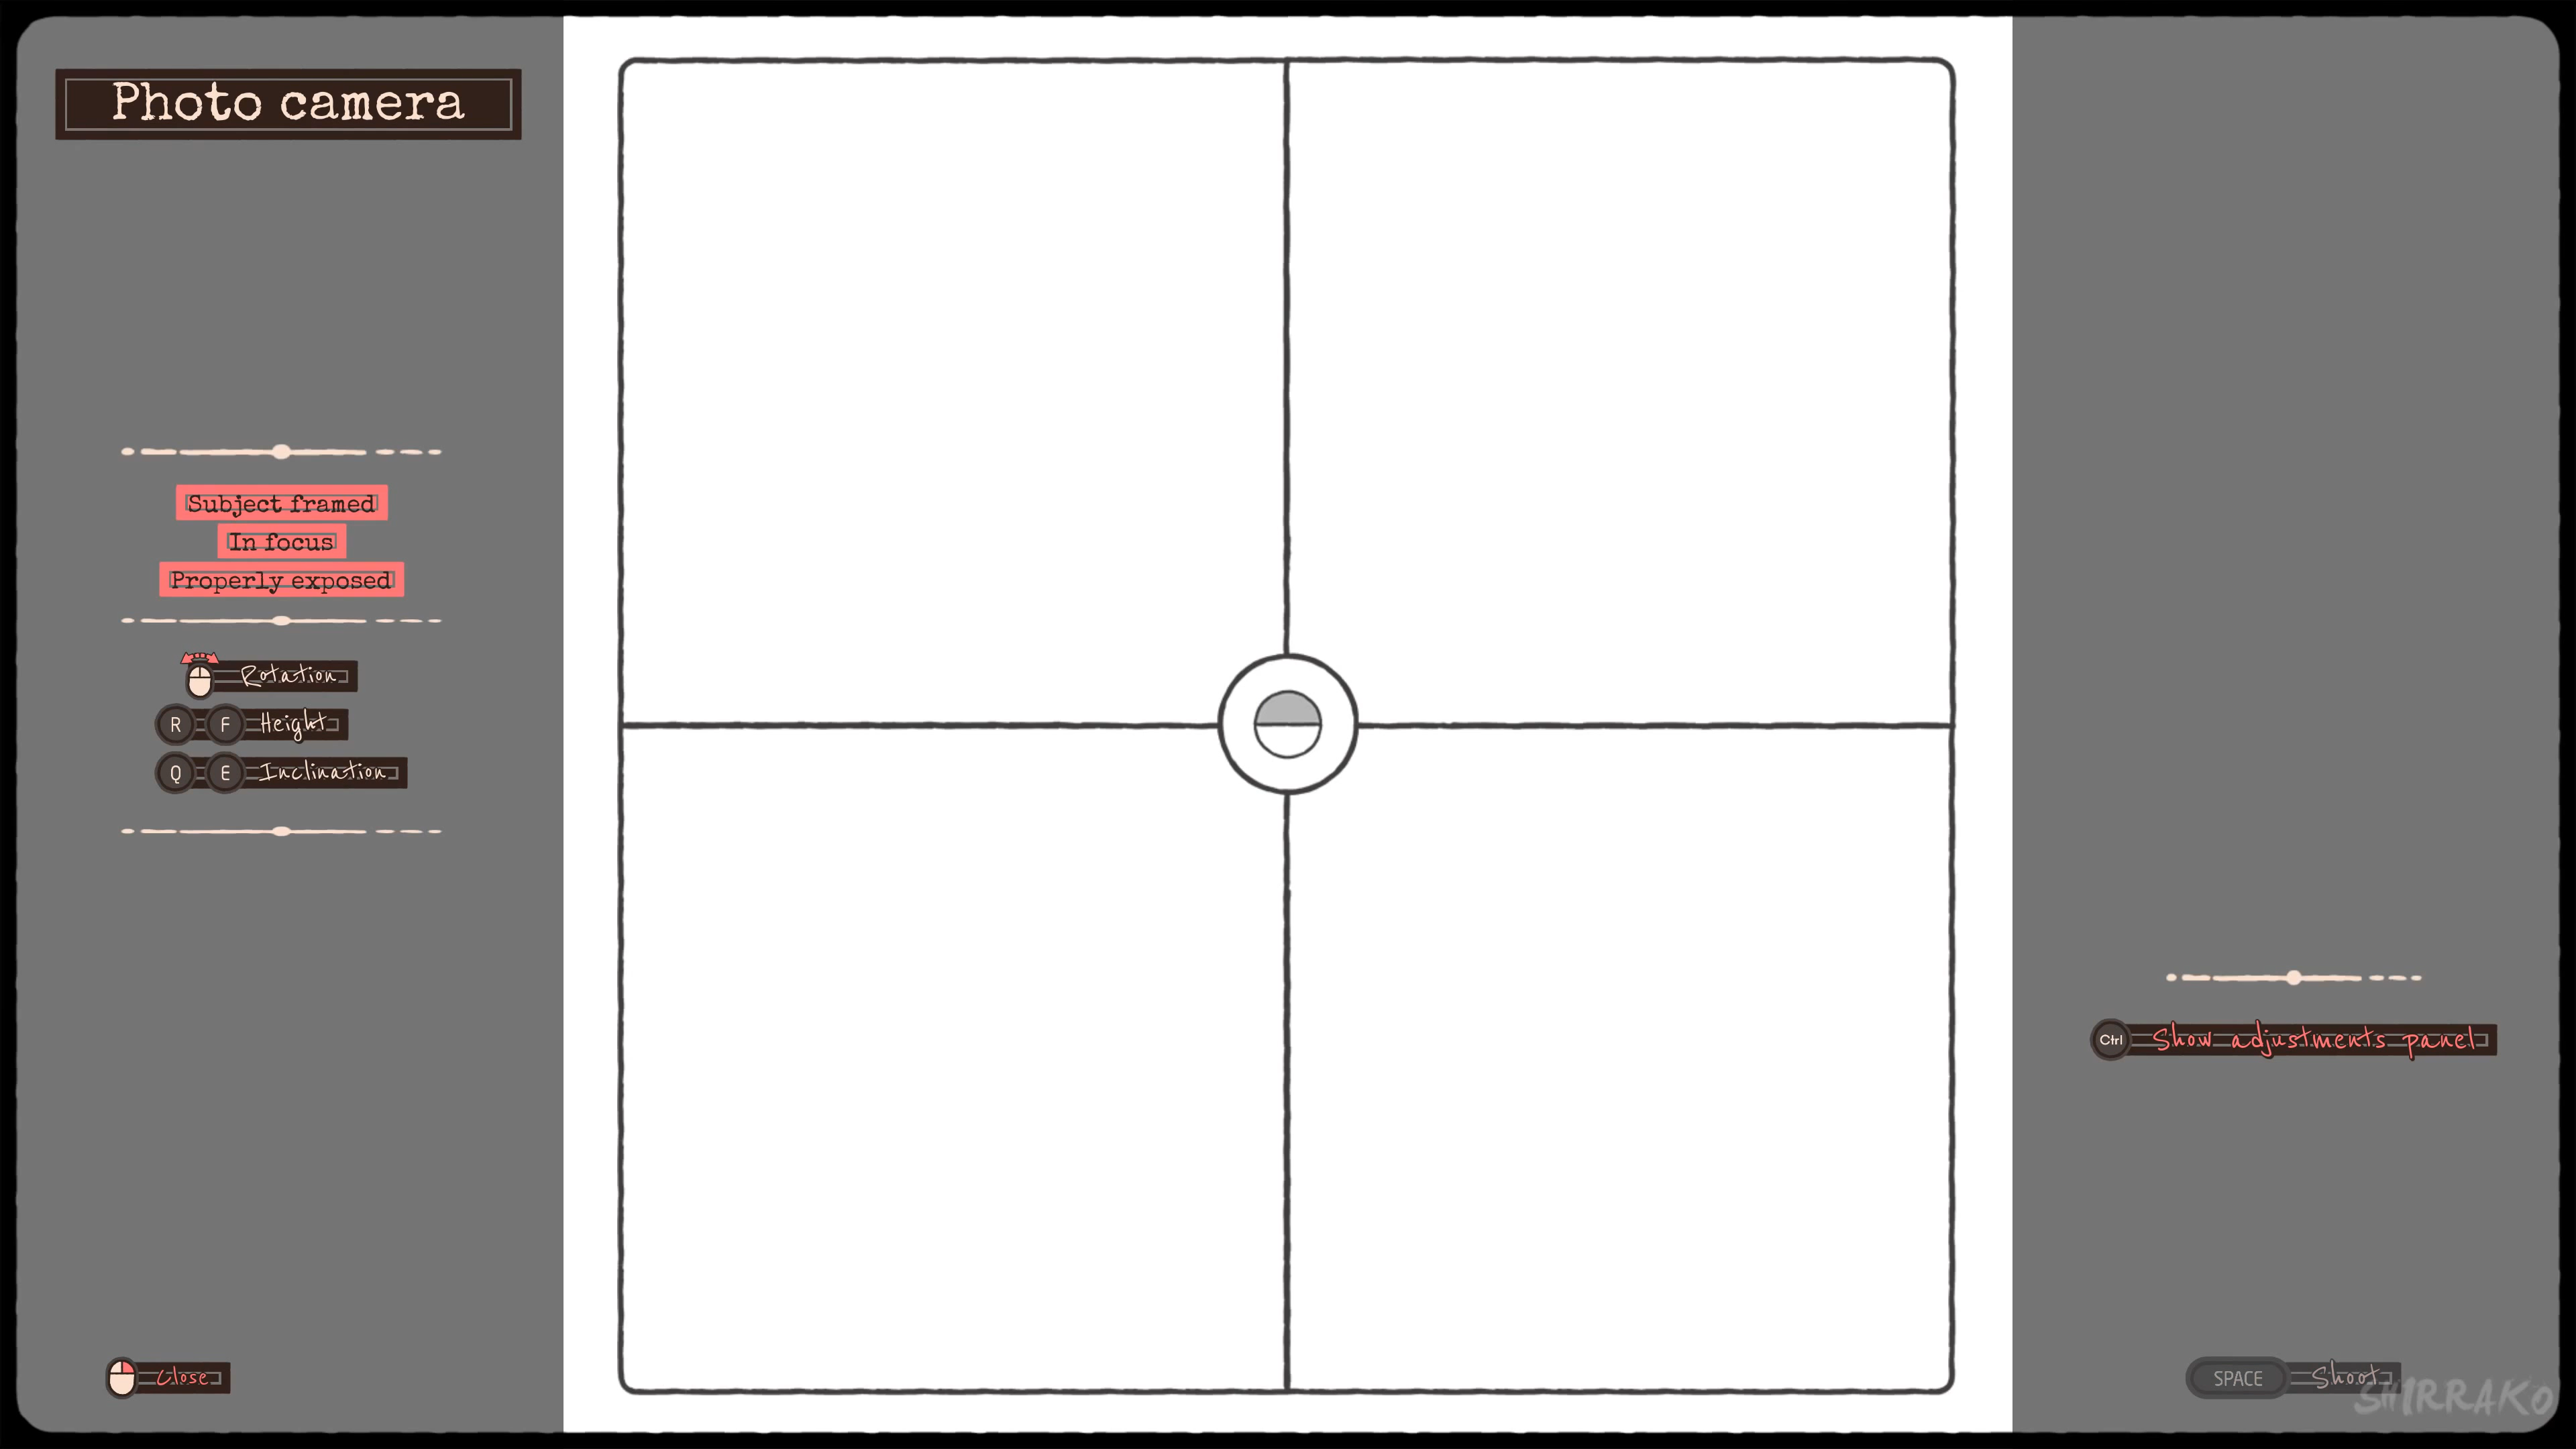 Photo camera
Subject framed
In focus
Properly exposed
Rotation
R F Height
Q E Inclination
Ctrl Show adjustments panel
Close
SPACE Shoot
SHIRRAKO